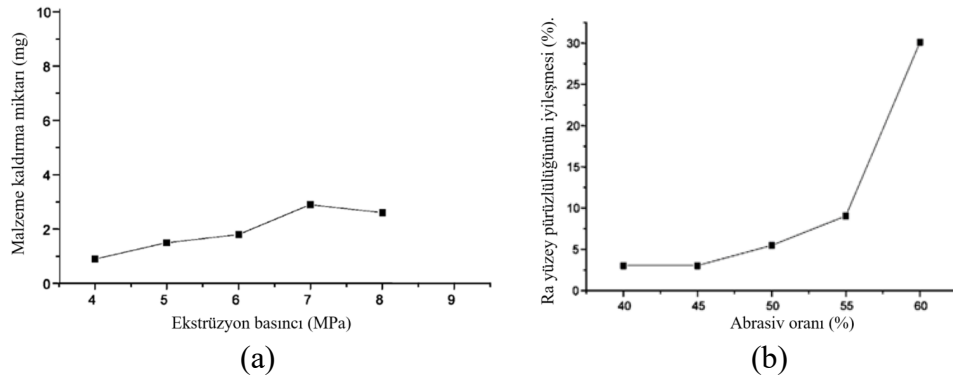 10
8
6
4
2
0
Malzeme kaldırma miktarı (mg)
4 5 6 7 8 9
Ekstrüzyon basıncı (MPa)
(a)
30
25
20
15
10
5
0
Ra yüzey pürüzlülüğünün iyileşmesi (%).
40 45 50 55 60
Abrasiv oranı (%)
(b)